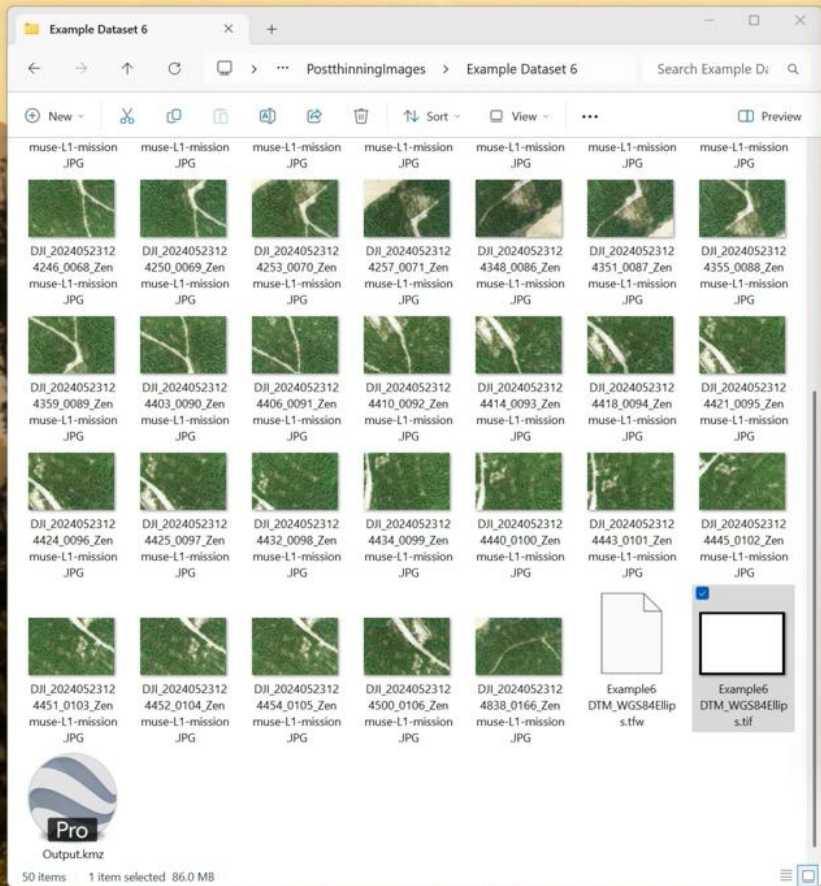 Example Dataset 6
PostthinningImages > Example Dataset 6
Search Example Da
New
Sort
View
Preview
muse-L1-mission muse-L1-mission muse-L1-mission muse-L1-mission muse-L1-mission muse-L1-mission muse-L1-mission
.JPG .JPG .JPG .JPG .JPG .JPG .JPG
DJI_2024052312 DJI_2024052312 DJI_2024052312 DJI_2024052312 DJI_2024052312 DJI_2024052312 DJI_2024052312
4246_0068_Zen 4250_0069_Zen 4253_0070_Zen 4257_0071_Zen 4348_0086_Zen 4351_0087_Zen 4355_0088_Zen
muse-L1-mission muse-L1-mission muse-L1-mission muse-L1-mission muse-L1-mission muse-L1-mission muse-L1-mission
.JPG .JPG .JPG .JPG .JPG .JPG .JPG
DJI_2024052312 DJI_2024052312 DJI_2024052312 DJI_2024052312 DJI_2024052312 DJI_2024052312 DJI_2024052312
4359_0089_Zen 4403_0090_Zen 4406_0091_Zen 4410_0092_Zen 4414_0093_Zen 4418_0094_Zen 4421_0095_Zen
muse-L1-mission muse-L1-mission muse-L1-mission muse-L1-mission muse-L1-mission muse-L1-mission muse-L1-mission
.JPG .JPG .JPG .JPG .JPG .JPG .JPG
DJI_2024052312 DJI_2024052312 DJI_2024052312 DJI_2024052312 DJI_2024052312 DJI_2024052312 DJI_2024052312
4424_0096_Zen 4425_0097_Zen 4432_0098_Zen 4434_0099_Zen 4440_0100_Zen 4443_0101_Zen 4445_0102_Zen
muse-L1-mission muse-L1-mission muse-L1-mission muse-L1-mission muse-L1-mission muse-L1-mission muse-L1-mission
.JPG .JPG .JPG .JPG .JPG .JPG .JPG
DJI_2024052312 DJI_2024052312 DJI_2024052312 DJI_2024052312 DJI_2024052312 Example6 Example6
4451_0103_Zen 4452_0104_Zen 4454_0105_Zen 4500_0106_Zen 4838_0166_Zen DTM_WGS84Ellip DTM_WGS84Ellip
muse-L1-mission muse-L1-mission muse-L1-mission muse-L1-mission muse-L1-mission s.tfw s.tif
.JPG .JPG .JPG .JPG .JPG
Pro
Output.kmz
50 items 1 item selected 86.0 MB